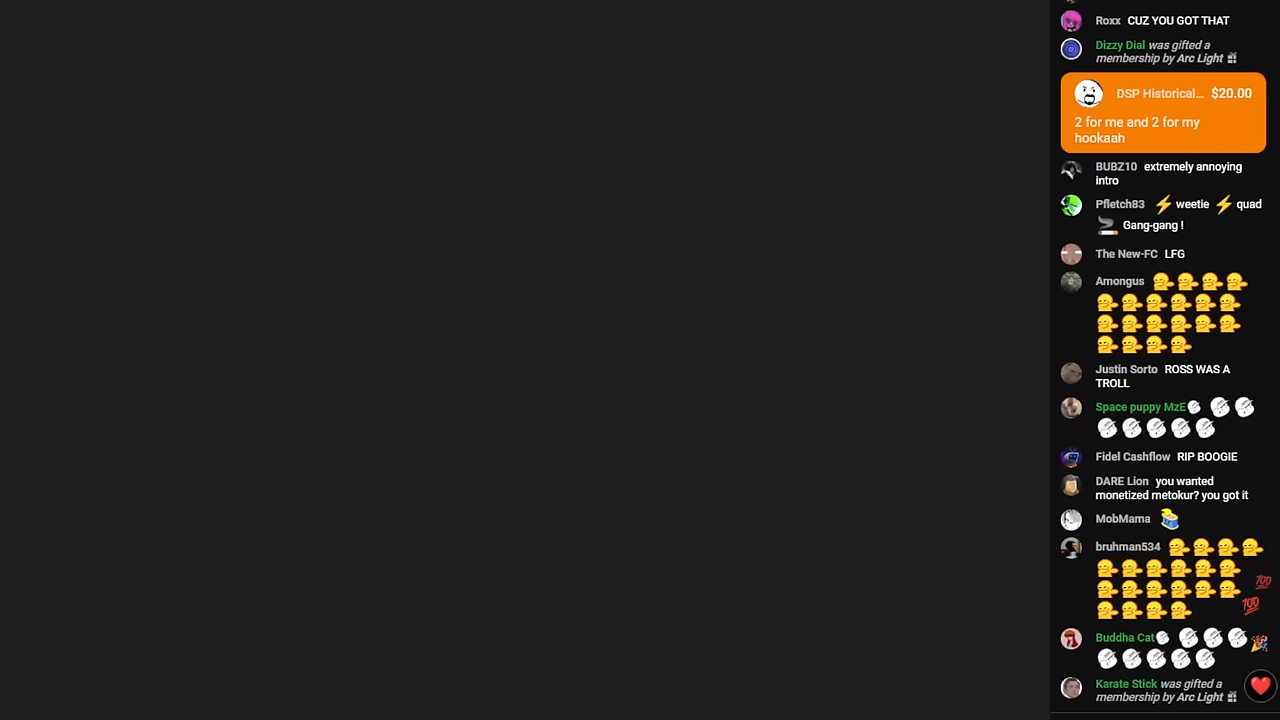 Roxx CUZ YOU GOT THAT
Dizzy Dial was gifted a
membership by Arc Light
DSP Historical... $20.00
2 for me and 2 for my
hookaah
BUBZ10 extremely annoying
intro
Pfletch83 ⚡ weetie ⚡ quad
🚬 Gang-gang !
The New-FC LFG
Amongus
Justin Sorto ROSS WAS A
TROLL
Space puppy MzE
Fidel Cashflow RIP BOOGIE
DARE Lion you wanted
monetized metokur? you got it
MobMama
bruhman534
Buddha Cat
Karate Stick was gifted a
membership by Arc Light